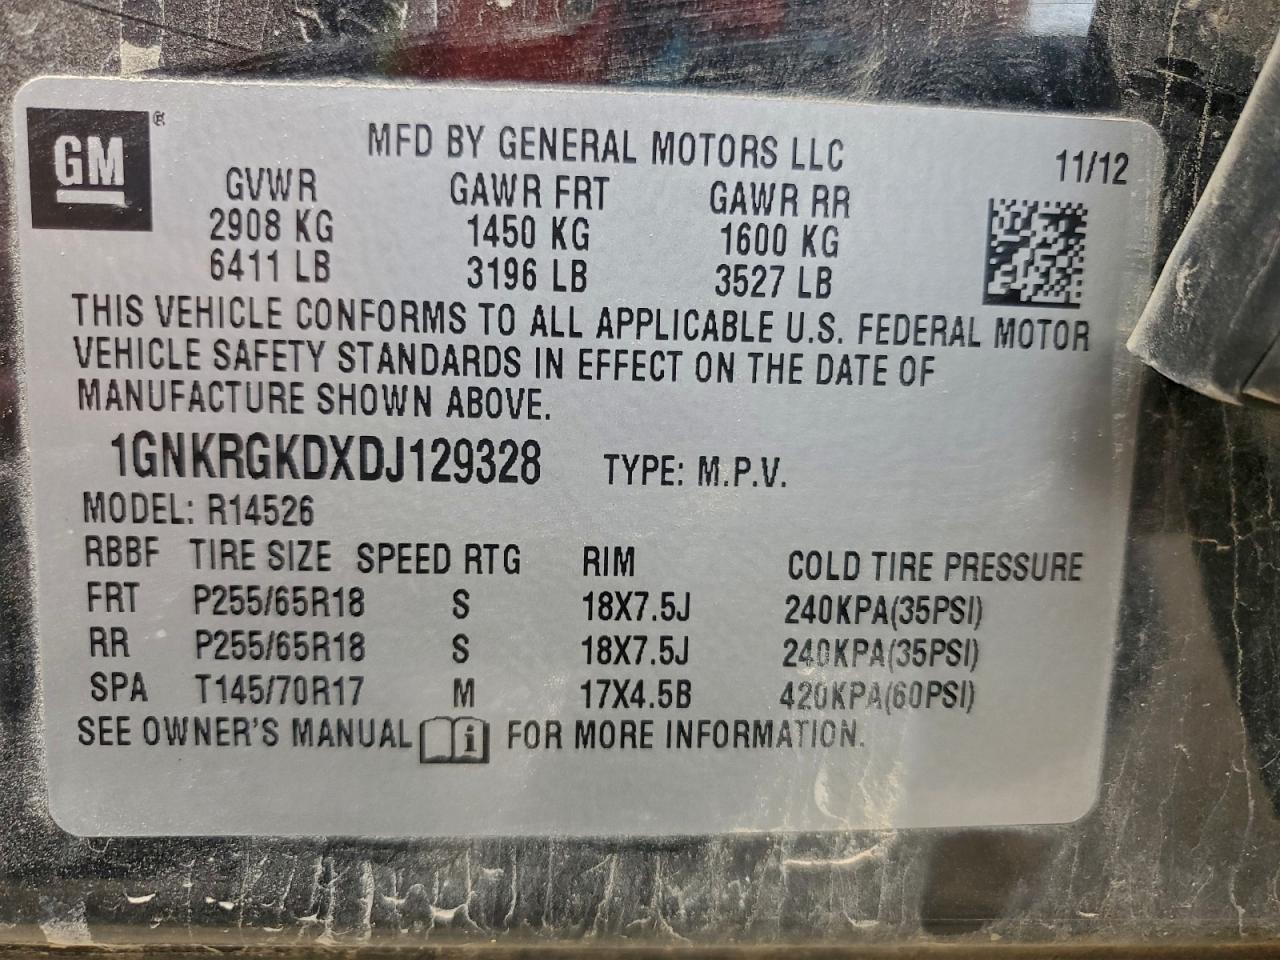 GM ®
MFD BY GENERAL MOTORS LLC
11/12
GVWR GAWR FRT GAWR RR
2908 KG 1450 KG 1600 KG
6411 LB 3196 LB 3527 LB
THIS VEHICLE CONFORMS TO ALL APPLICABLE U.S. FEDERAL MOTOR
VEHICLE SAFETY STANDARDS IN EFFECT ON THE DATE OF
MANUFACTURE SHOWN ABOVE.
1GNKRGKDXDJ129328 TYPE: M.P.V.
MODEL: R14526
RBBF TIRE SIZE SPEED RTG RIM COLD TIRE PRESSURE
FRT P255/65R18 S 18X7.5J 240KPA(35PSI)
RR P255/65R18 S 18X7.5J 240KPA(35PSI)
SPA T145/70R17 M 17X4.5B 420KPA(60PSI)
SEE OWNER'S MANUAL i FOR MORE INFORMATION.